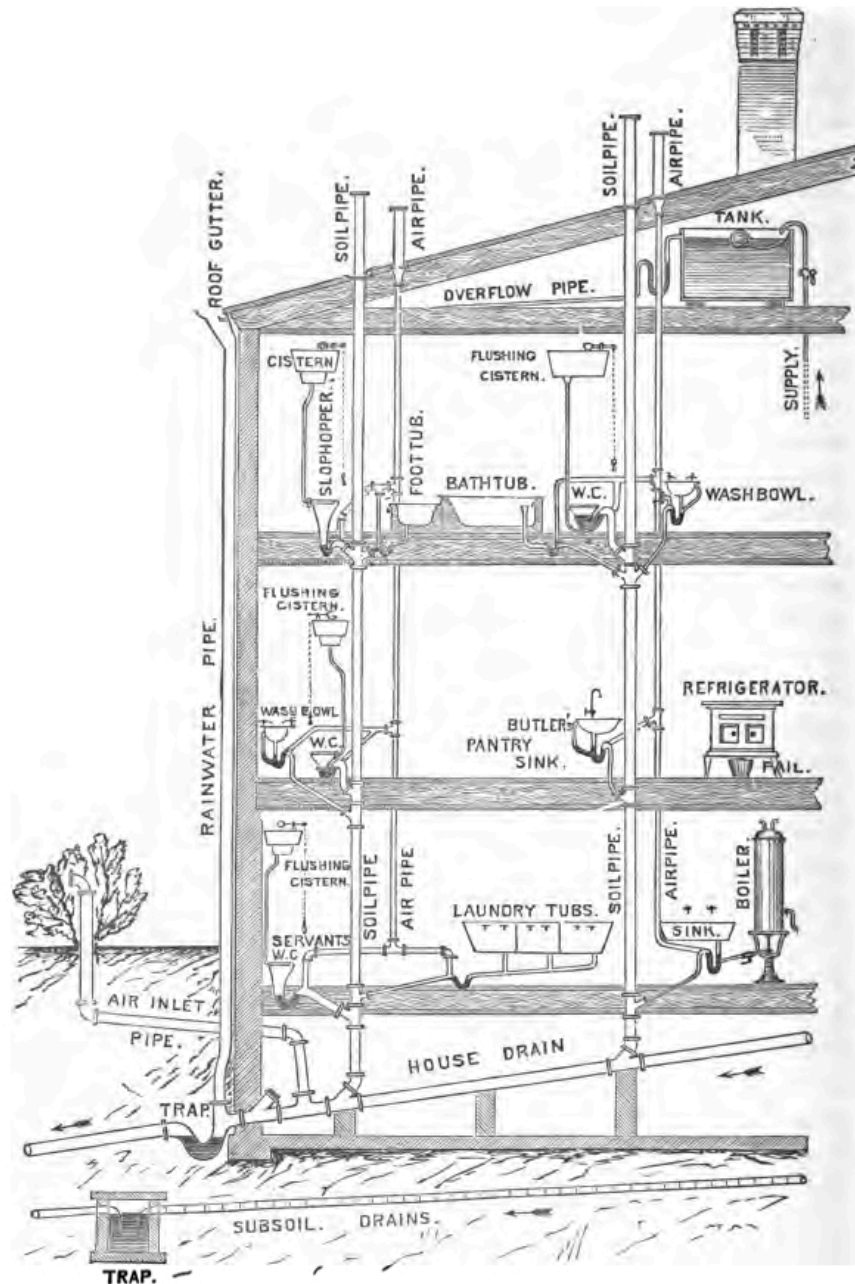 SOILPIPE.
AIRPIPE.
TANK.
ROOF GUTTER.
SOILPIPE.
AIRPIPE.
OVERFLOW PIPE.
SUPPLY.
CISTERN
FLUSHING
CISTERN.
SLOPHOPPER.
FOOT TUB.
BATHTUB.
W.C.
WASHBOWL.
RAINWATER PIPE.
FLUSHING
CISTERN.
WASHBOWL
W.C.
BUTLER'S
PANTRY
SINK.
REFRIGERATOR.
PAIL.
FLUSHING
CISTERN.
SOILPIPE
AIR PIPE
SOILPIPE.
AIRPIPE.
BOILER
LAUNDRY TUBS.
SINK.
SERVANTS
W.C.
AIR INLET
PIPE.
HOUSE DRAIN
TRAP.
SUBSOIL DRAINS.
TRAP.